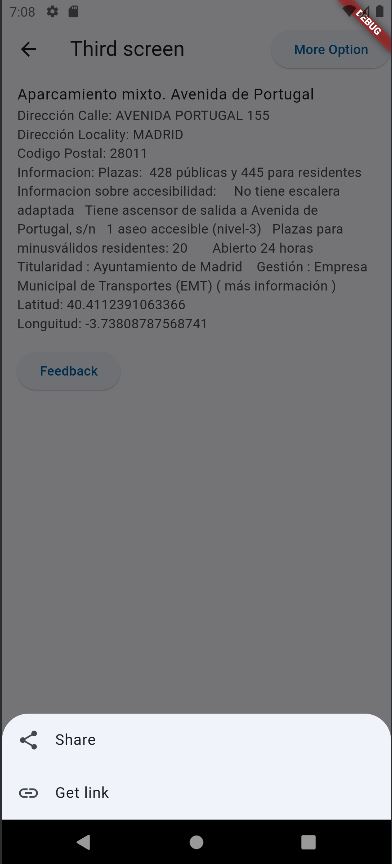 7:08
DEBUG
Third screen
More Option
Aparcamiento mixto. Avenida de Portugal
Dirección Calle: AVENIDA PORTUGAL 155
Dirección Locality: MADRID
Codigo Postal: 28011
Informacion: Plazas:  428 públicas y 445 para residentes
Informacion sobre accesibilidad:    No tiene escalera
adaptada   Tiene ascensor de salida a Avenida de
Portugal, s/n   1 aseo accesible (nivel-3)   Plazas para
minusválidos residentes: 20      Abierto 24 horas
Titularidad : Ayuntamiento de Madrid    Gestión : Empresa
Municipal de Transportes (EMT) ( más información )
Latitud: 40.4112391063366
Longuitud: -3.73808787568741
Feedback
Share
Get link